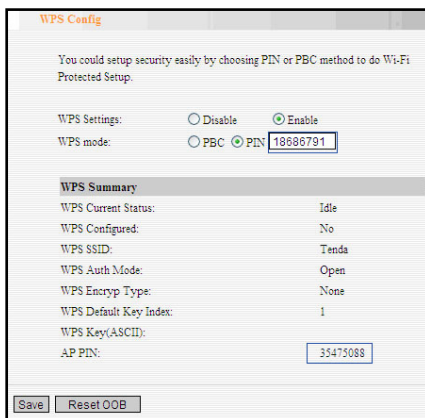 WPS Config
You could setup security easily by choosing PIN or PBC method to do Wi-Fi
Protected Setup.
WPS Settings: Disable Enable
WPS mode: PBC PIN 18686791
WPS Summary
WPS Current Status: Idle
WPS Configured: No
WPS SSID: Tenda
WPS Auth Mode: Open
WPS Encryp Type: None
WPS Default Key Index: 1
WPS Key(ASCII):
AP PIN: 35475088
Save Reset OOB